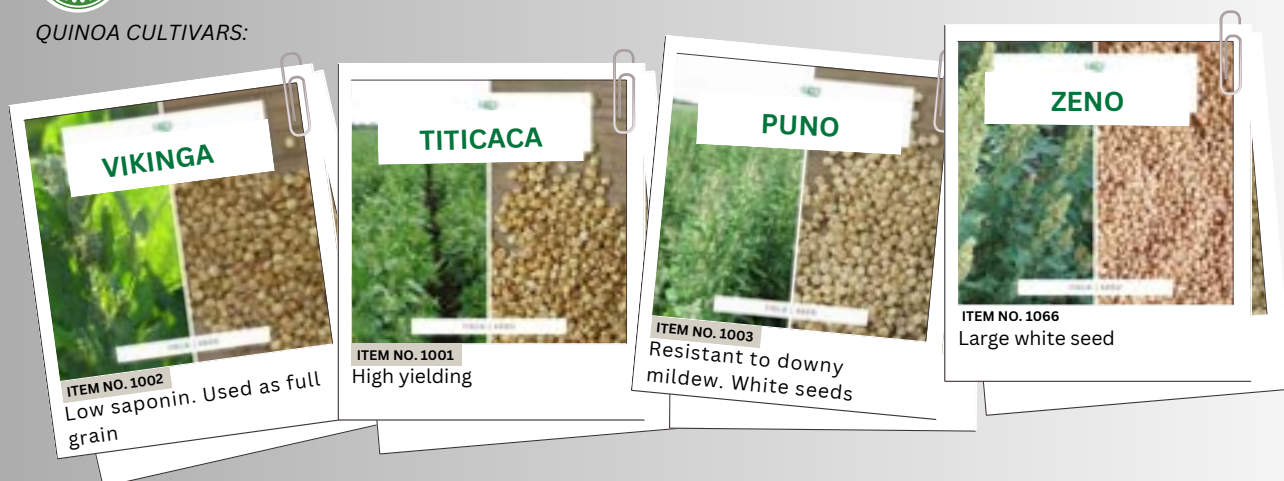 QUINOA CULTIVARS:
VIKINGA
ITEM NO. 1002
Low saponin. Used as full
grain
TITICACA
ITEM NO. 1001
High yielding
PUNO
ITEM NO. 1003
Resistant to downy
mildew. White seeds
ZENO
ITEM NO. 1066
Large white seed